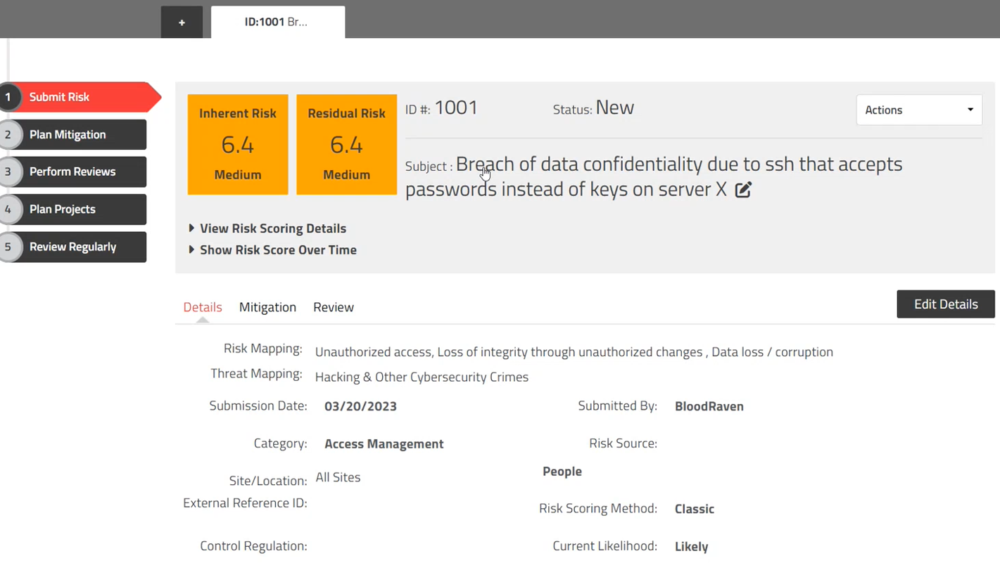 +
ID:1001 Br...
1 Submit Risk
2 Plan Mitigation
3 Perform Reviews
4 Plan Projects
5 Review Regularly
Inherent Risk
6.4
Medium
Residual Risk
6.4
Medium
ID #: 1001
Status: New
Actions
Subject : Breach of data confidentiality due to ssh that accepts
passwords instead of keys on server X
View Risk Scoring Details
Show Risk Score Over Time
Details Mitigation Review
Edit Details
Risk Mapping: Unauthorized access, Loss of integrity through unauthorized changes , Data loss / corruption
Threat Mapping: Hacking & Other Cybersecurity Crimes
Submission Date: 03/20/2023
Submitted By: BloodRaven
Category: Access Management
Risk Source:
People
Site/Location: All Sites
External Reference ID:
Risk Scoring Method: Classic
Control Regulation:
Current Likelihood: Likely